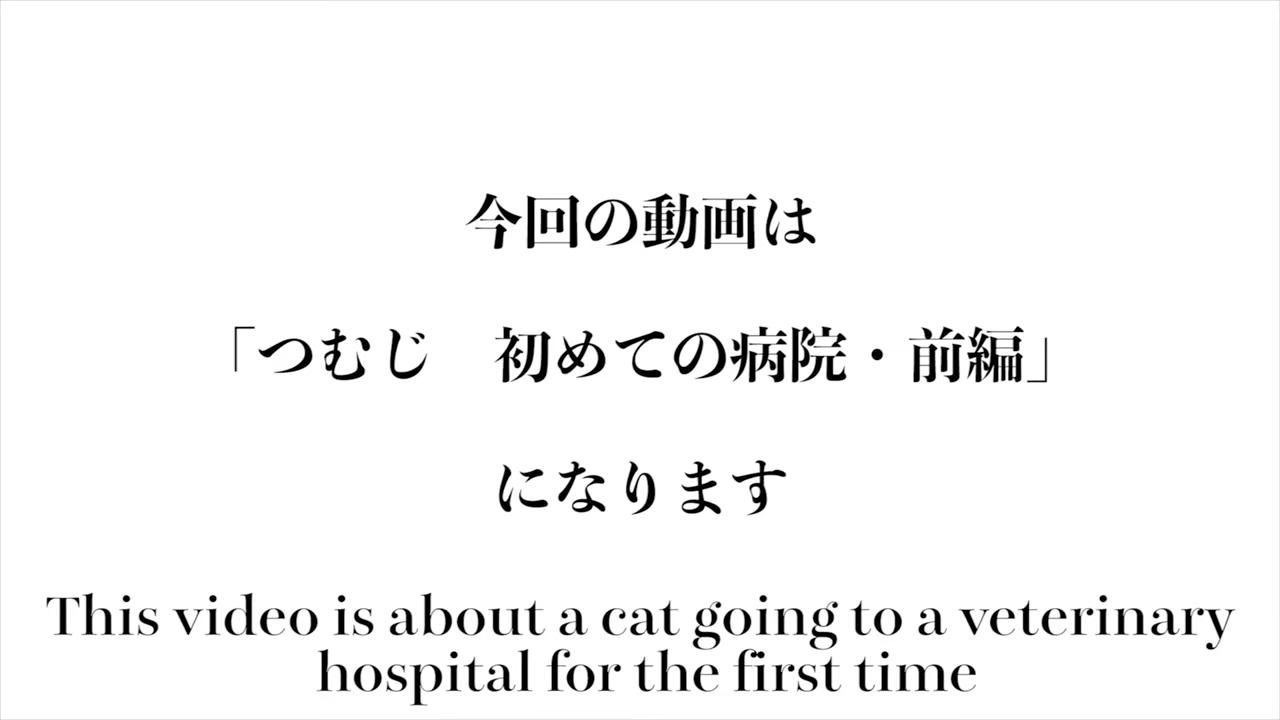 今回の動画は
「つむじ　初めての病院・前編」
になります
This video is about a cat going to a veterinary
hospital for the first time